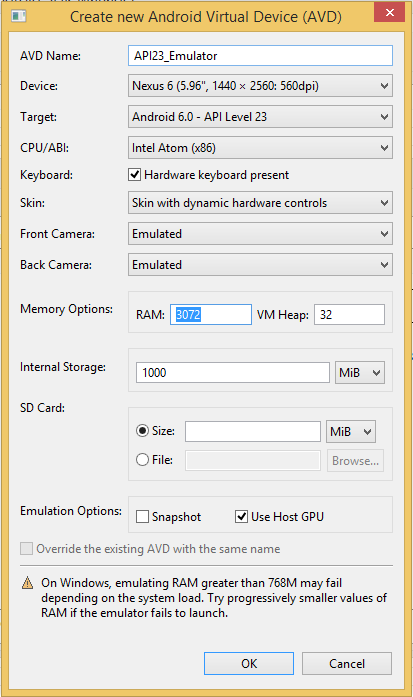 Create new Android Virtual Device (AVD)
AVD Name: API23_Emulator
Device: Nexus 6 (5.96", 1440 × 2560: 560dpi)
Target: Android 6.0 - API Level 23
CPU/ABI: Intel Atom (x86)
Keyboard: Hardware keyboard present
Skin: Skin with dynamic hardware controls
Front Camera: Emulated
Back Camera: Emulated
Memory Options: RAM: 3072 VM Heap: 32
Internal Storage: 1000 MiB
SD Card:
Size: MiB
File: Browse...
Emulation Options: Snapshot Use Host GPU
Override the existing AVD with the same name
On Windows, emulating RAM greater than 768M may fail
depending on the system load. Try progressively smaller values
of RAM if the emulator fails to launch.
OK Cancel